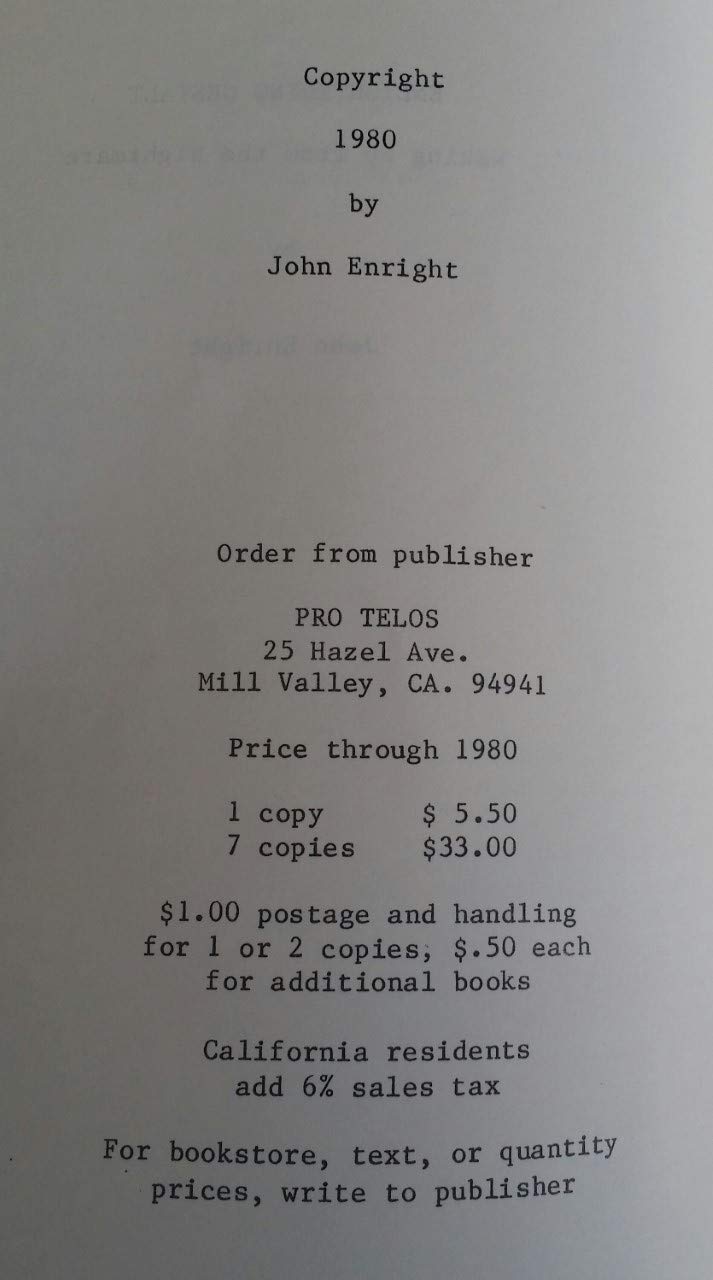 Copyright
1980
by
John Enright
Order from publisher
PRO TELOS
25 Hazel Ave.
Mill Valley, CA. 94941
Price through 1980
1 copy $ 5.50
7 copies $33.00
$1.00 postage and handling
for 1 or 2 copies; $.50 each
for additional books
California residents
add 6% sales tax
For bookstore, text, or quantity
prices, write to publisher